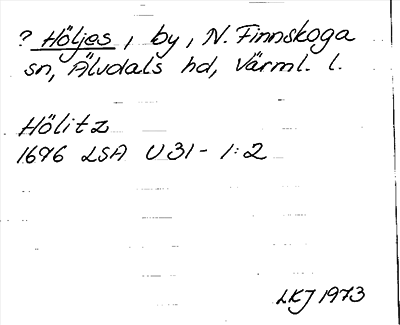 ? Höljes, by, N. Finnskoga
sn, Älvdals hd, Värml. l.
Hölitz
1696 LSA U31-1:2
LKJ 1973